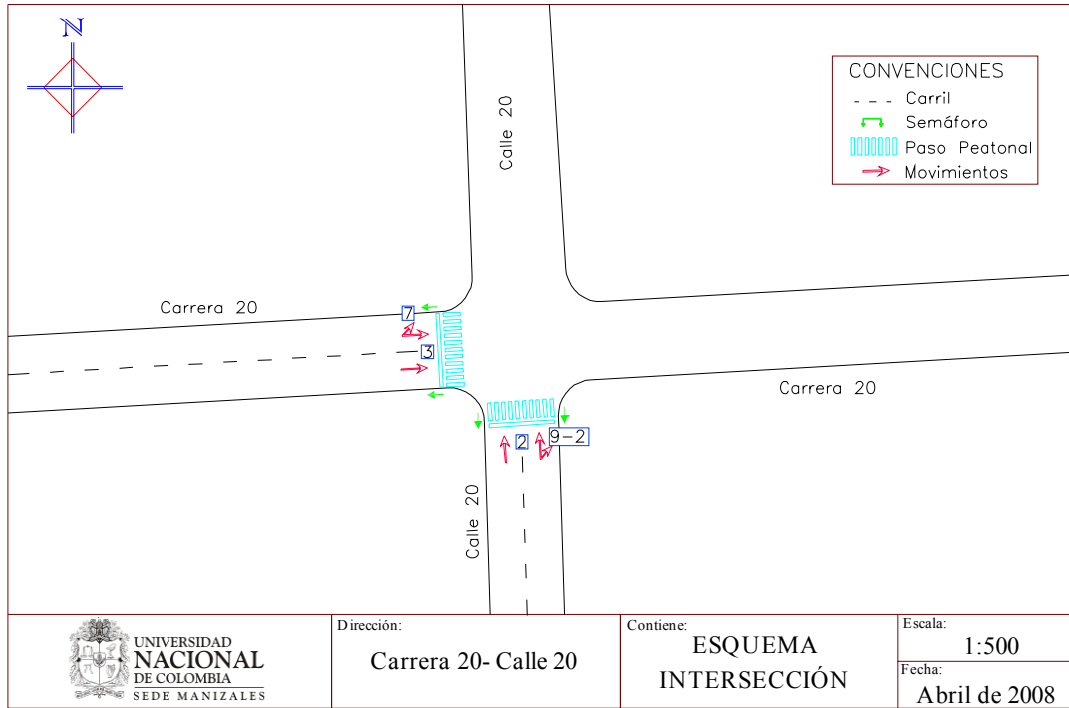 N
CONVENCIONES
Carril
Semáforo
Paso Peatonal
Movimientos
Calle 20
Carrera 20
7
3
2
9-2
Carrera 20
Calle 20
UNIVERSIDAD
NACIONAL
DE COLOMBIA
SEDE MANIZALES
Dirección:
Carrera 20- Calle 20
Contiene:
ESQUEMA
INTERSECCIÓN
Escala:
1:500
Fecha:
Abril de 2008